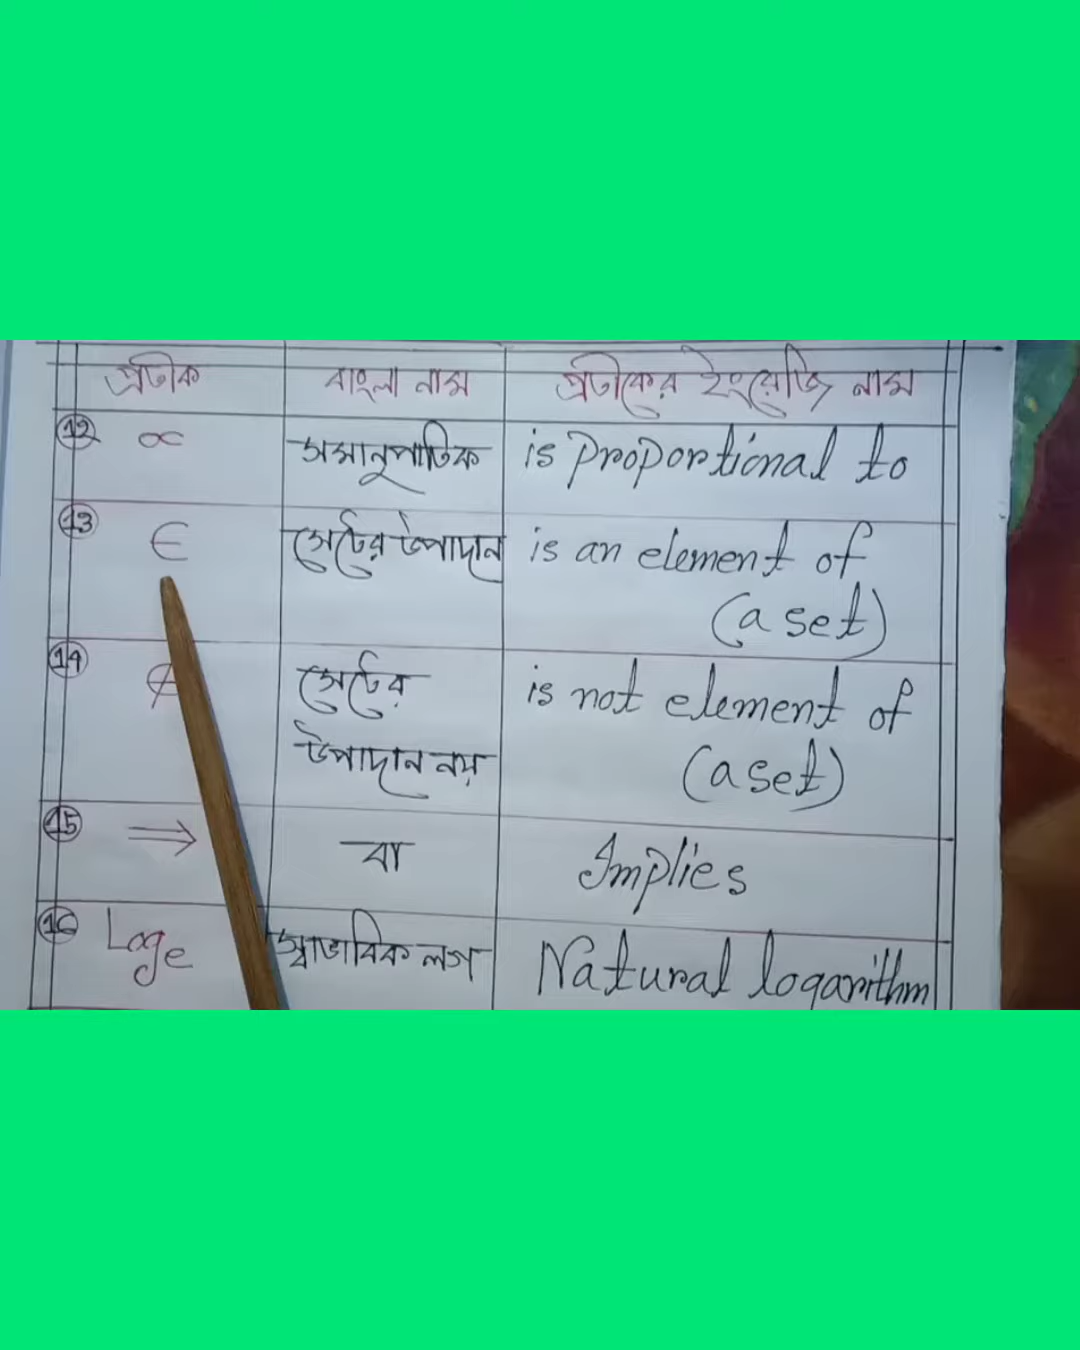 প্রতীক বাংলা নাম প্রতীকের ইংরেজি নাম
12 ∝ সমানুপাতিক is proportional to
13 ∈ সেটের উপাদান is an element of
(a set)
14 ∉ সেটের is not element of
উপাদান নয় (a set)
15 ⇒ বা Implies
16 Loge স্বাভাবিক লগ Natural logarithm